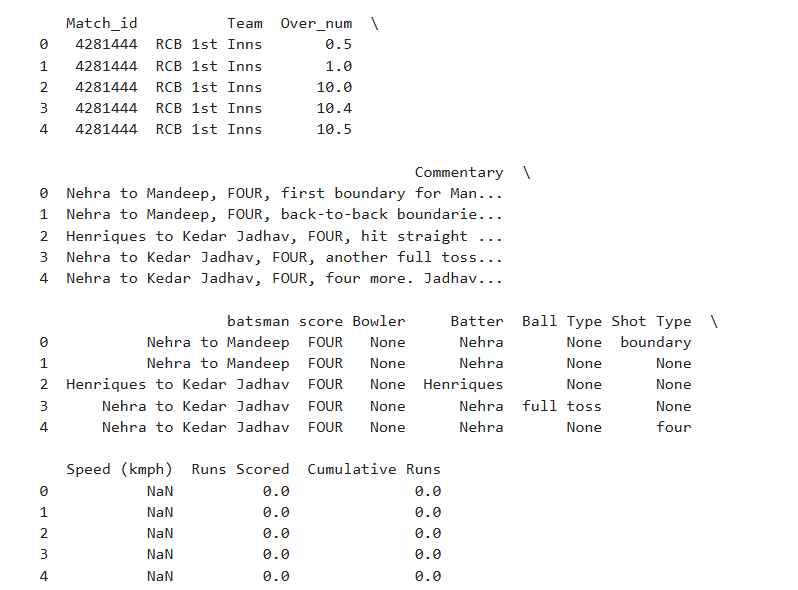 Match_id Team Over_num \
0 4281444 RCB 1st Inns 0.5
1 4281444 RCB 1st Inns 1.0
2 4281444 RCB 1st Inns 10.0
3 4281444 RCB 1st Inns 10.4
4 4281444 RCB 1st Inns 10.5
Commentary \
0 Nehra to Mandeep, FOUR, first boundary for Man...
1 Nehra to Mandeep, FOUR, back-to-back boundarie...
2 Henriques to Kedar Jadhav, FOUR, hit straight ...
3 Nehra to Kedar Jadhav, FOUR, another full toss...
4 Nehra to Kedar Jadhav, FOUR, four more. Jadhav...
batsman score Bowler Batter Ball Type Shot Type \
0 Nehra to Mandeep FOUR None Nehra None boundary
1 Nehra to Mandeep FOUR None Nehra None None
2 Henriques to Kedar Jadhav FOUR None Henriques None None
3 Nehra to Kedar Jadhav FOUR None Nehra full toss None
4 Nehra to Kedar Jadhav FOUR None Nehra None four
Speed (kmph) Runs Scored Cumulative Runs
0 NaN 0.0 0.0
1 NaN 0.0 0.0
2 NaN 0.0 0.0
3 NaN 0.0 0.0
4 NaN 0.0 0.0